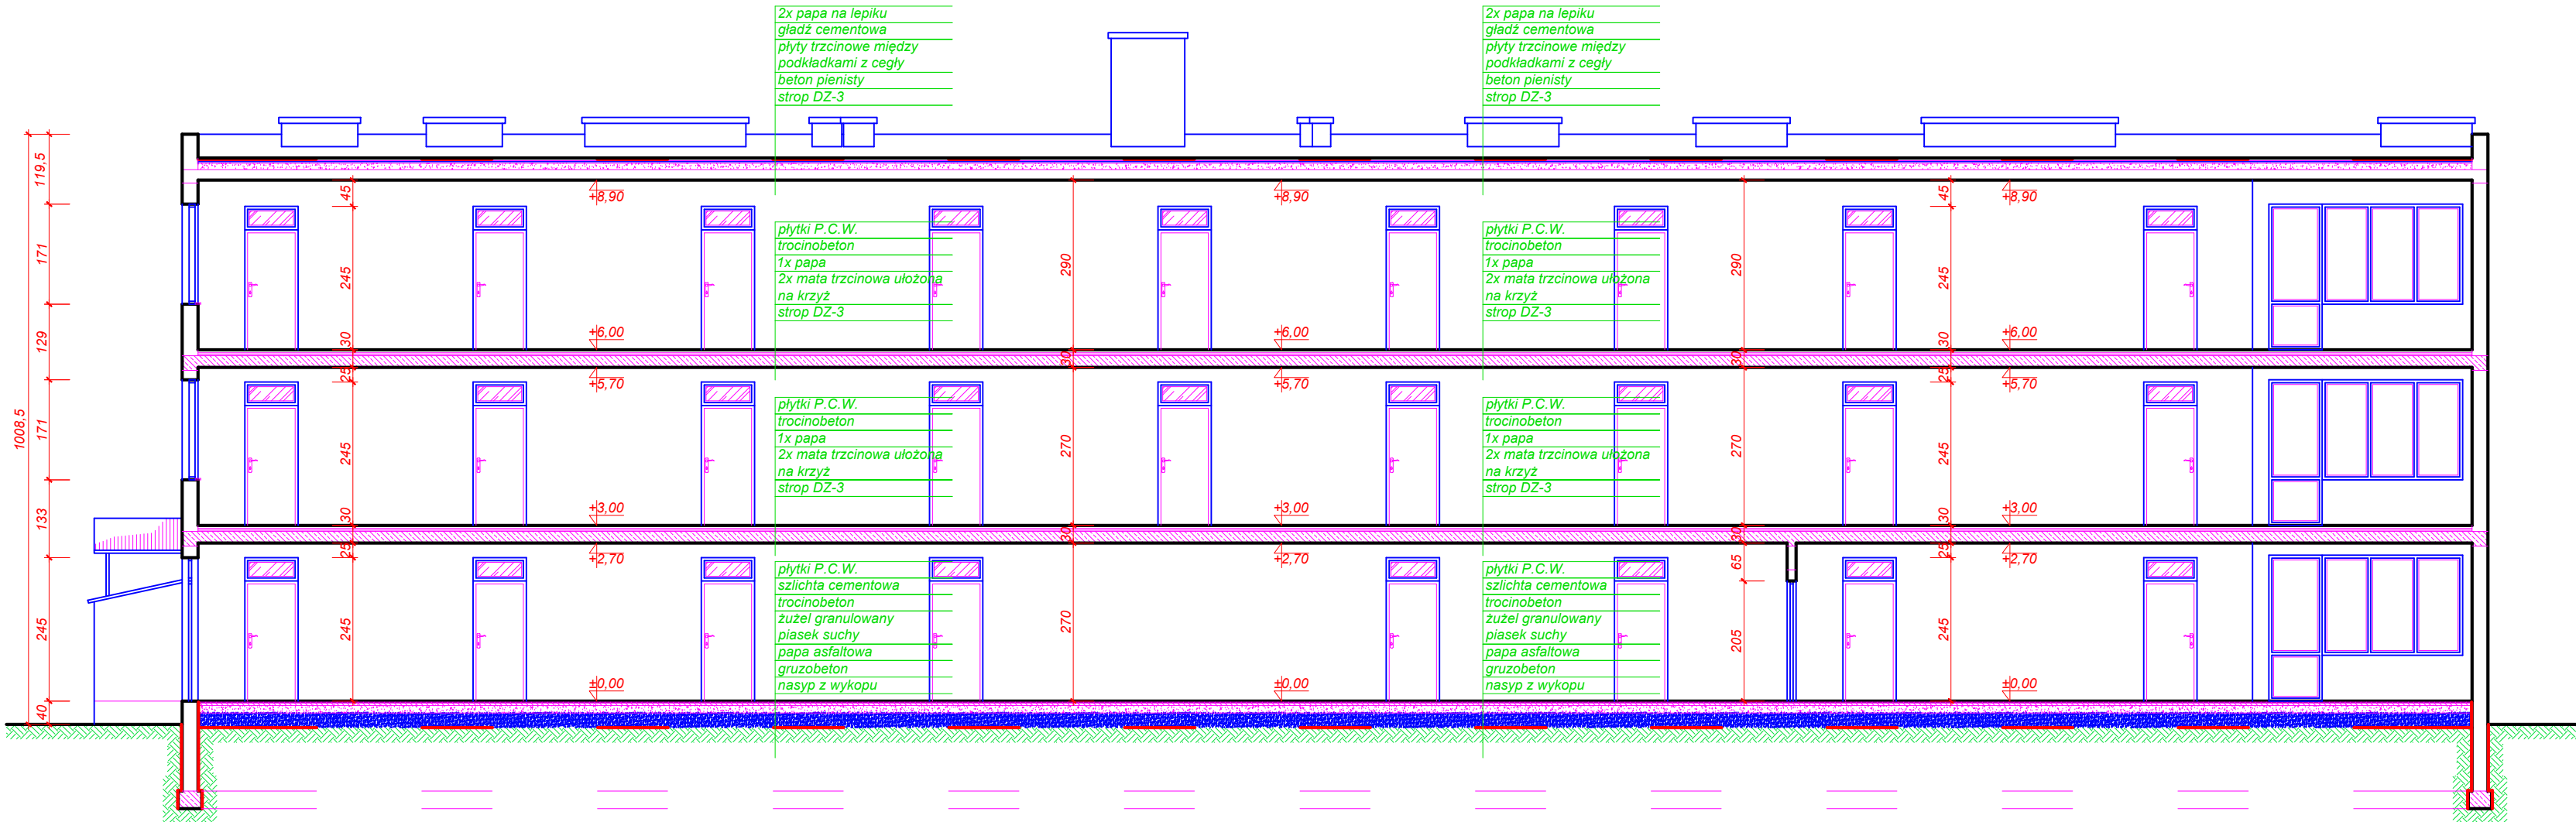 2x papa na lepiku
gładź cementowa
płyty trzcinowe między
podkładkami z cegły
beton pienisty
strop DZ-3
2x papa na lepiku
gładź cementowa
płyty trzcinowe między
podkładkami z cegły
beton pienisty
strop DZ-3
1008,5
119,5
171
129
171
133
245
40
45
245
30
+8,90
290
+8,90
290
45
245
30
+8,90
płytki P.C.W.
trocinobeton
1x papa
2x mata trzcinowa ułożona
na krzyż
strop DZ-3
płytki P.C.W.
trocinobeton
1x papa
2x mata trzcinowa ułożona
na krzyż
strop DZ-3
+6,00
+6,00
+6,00
30
30
25
+5,70
+5,70
25
+5,70
245
270
270
245
płytki P.C.W.
trocinobeton
1x papa
2x mata trzcinowa ułożona
na krzyż
strop DZ-3
płytki P.C.W.
trocinobeton
1x papa
2x mata trzcinowa ułożona
na krzyż
strop DZ-3
30
+3,00
+3,00
30
+3,00
30
30
25
+2,70
+2,70
25
+2,70
245
270
65
205
245
płytki P.C.W.
szlichta cementowa
trocinobeton
żużel granulowany
piasek suchy
papa asfaltowa
gruzobeton
nasyp z wykopu
płytki P.C.W.
szlichta cementowa
trocinobeton
żużel granulowany
piasek suchy
papa asfaltowa
gruzobeton
nasyp z wykopu
±0,00
±0,00
±0,00